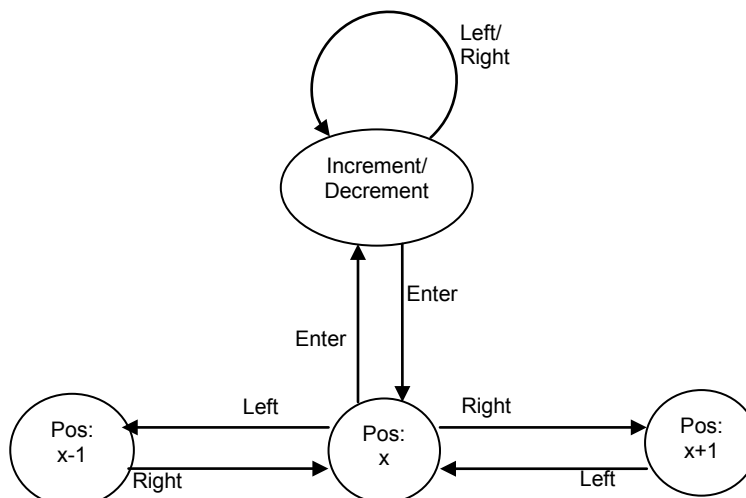 Left/
Right
Increment/
Decrement
Enter
Enter
Left
Right
Pos:
x-1
Pos:
x
Pos:
x+1
Right
Left